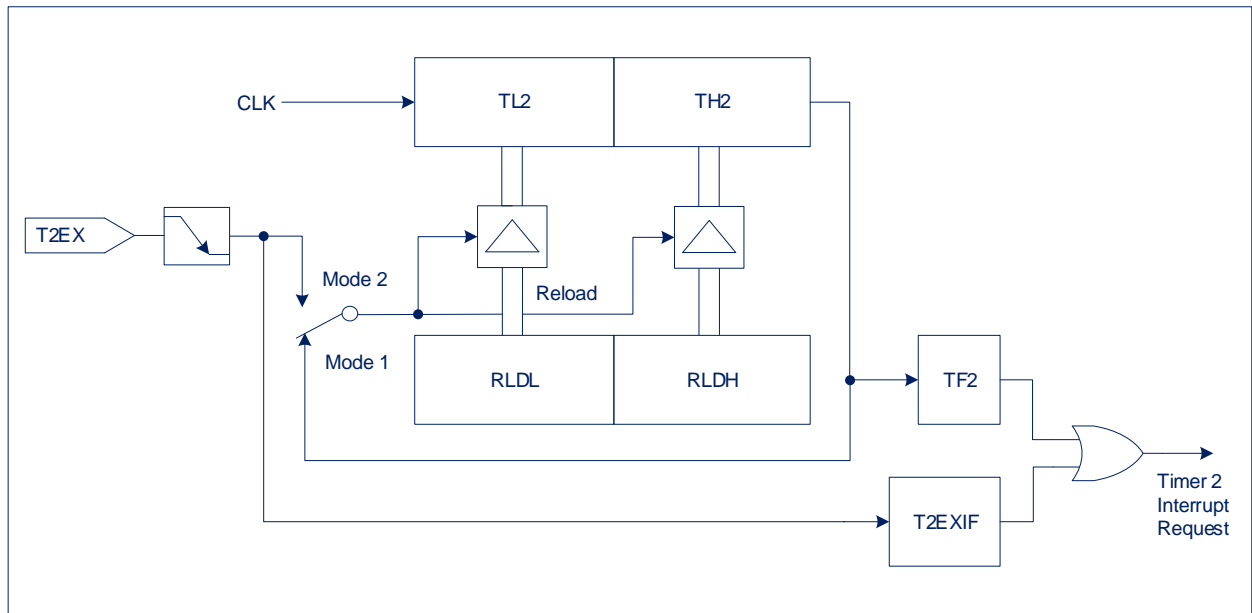 TL2
TH2
CLK
T2EX
Mode 2
Reload
Mode 1
RLDL
RLDH
TF2
T2EXIF
Timer 2
Interrupt
Request